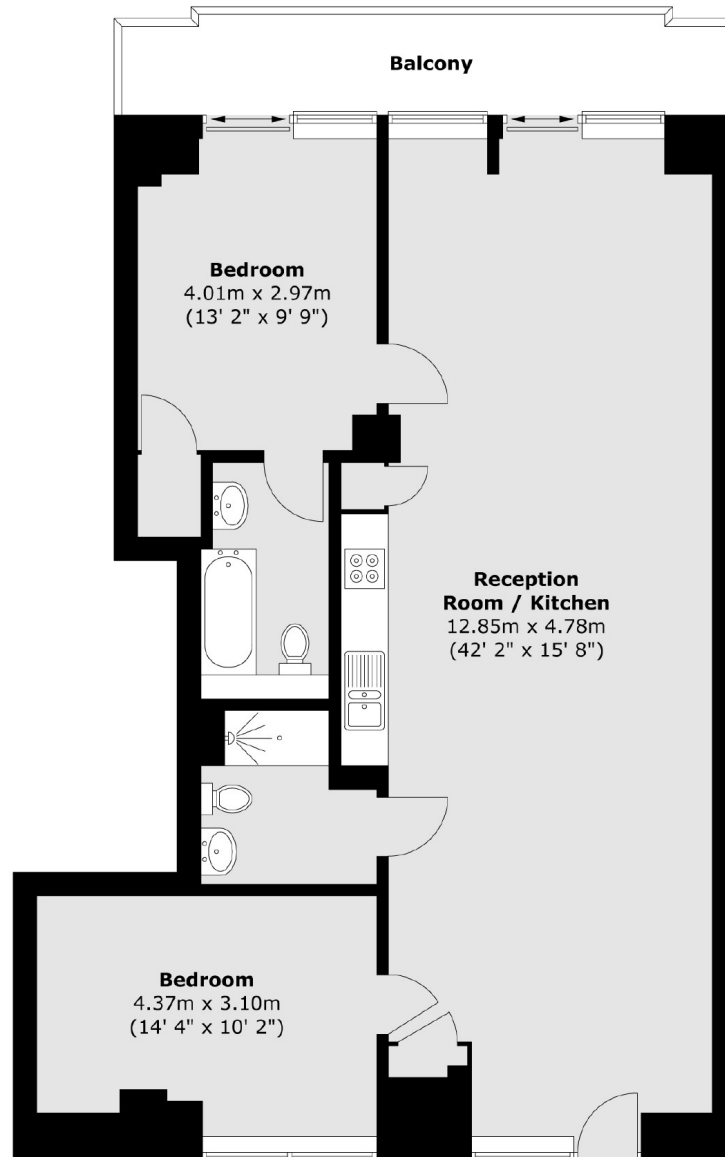 Balcony
Bedroom
4.01m x 2.97m
(13' 2" x 9' 9")
Reception
Room / Kitchen
12.85m x 4.78m
(42' 2" x 15' 8")
Bedroom
4.37m x 3.10m
(14' 4" x 10' 2")